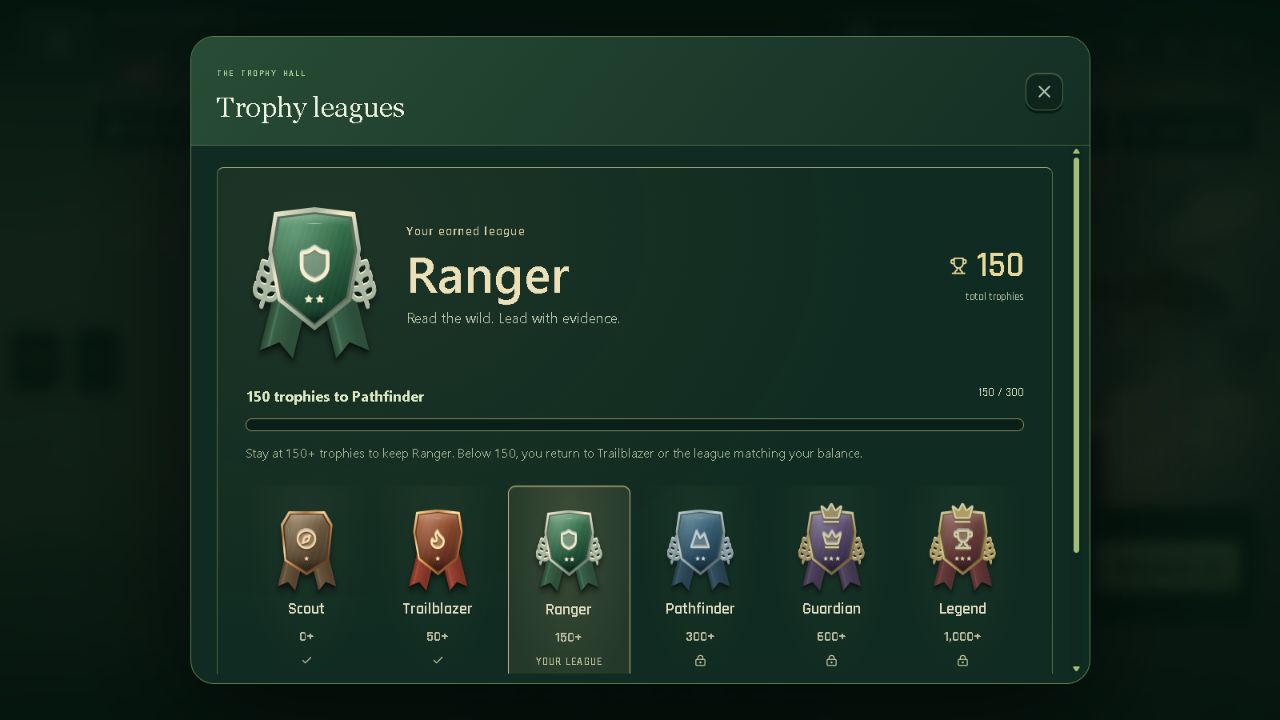 THE TROPHY HALL
Trophy leagues
Your earned league
Ranger
Read the wild. Lead with evidence.
150
total trophies
150 trophies to Pathfinder
150 / 300
Stay at 150+ trophies to keep Ranger. Below 150, you return to Trailblazer or the league matching your balance.
Scout
0+
Trailblazer
50+
Ranger
150+
YOUR LEAGUE
Pathfinder
300+
Guardian
600+
Legend
1,000+